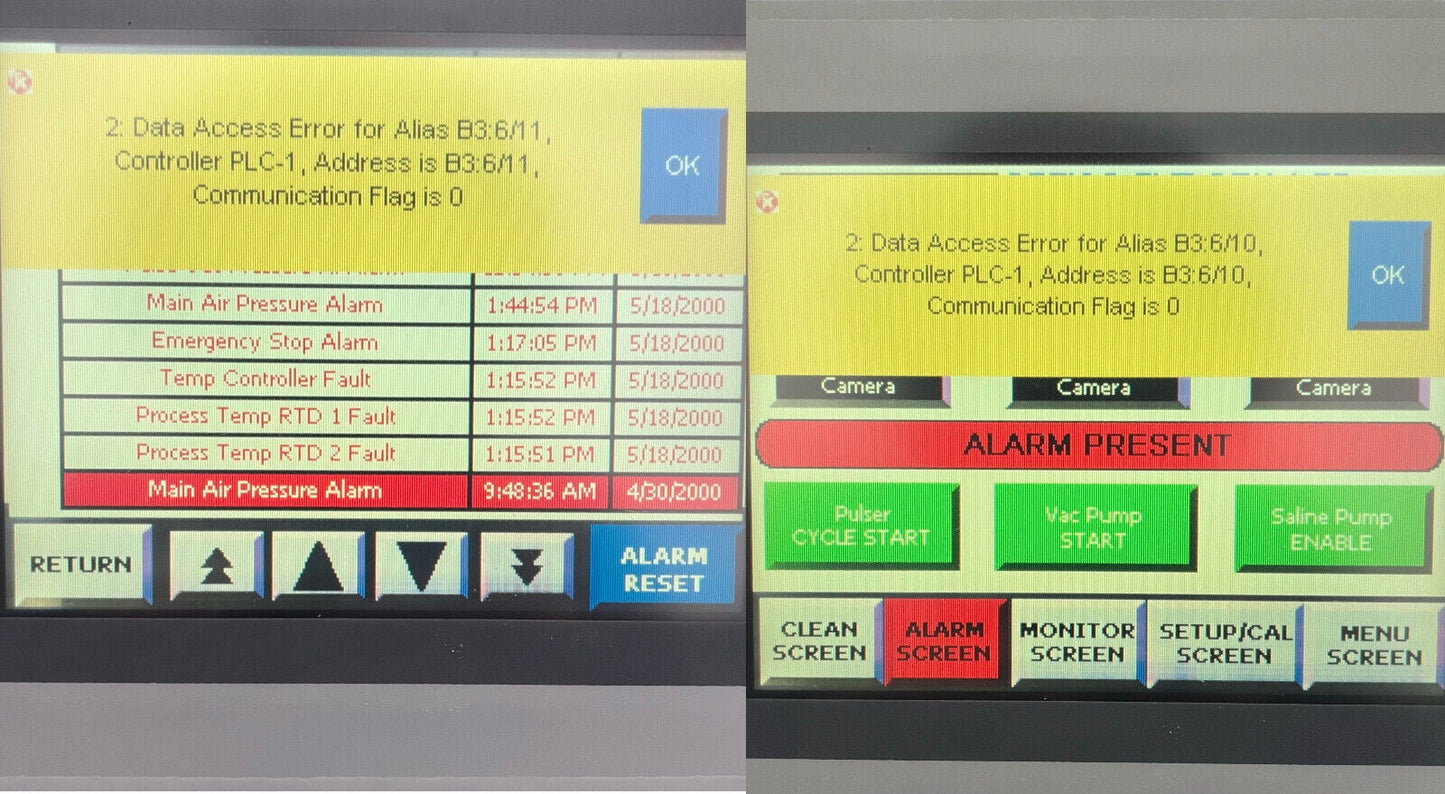 2: Data Access Error for Alias B3:6/11,
Controller PLC-1, Address is B3:6/11,
Communication Flag is 0
OK
Main Air Pressure Alarm 1:44:54 PM 5/18/2000
Emergency Stop Alarm 1:17:05 PM 5/18/2000
Temp Controller Fault 1:15:52 PM 5/18/2000
Process Temp RTD 1 Fault 1:15:52 PM 5/18/2000
Process Temp RTD 2 Fault 1:15:51 PM 5/18/2000
Main Air Pressure Alarm 9:48:36 AM 4/30/2000
RETURN
ALARM
RESET
2: Data Access Error for Alias B3:6/10,
Controller PLC-1, Address is B3:6/10,
Communication Flag is 0
OK
Camera Camera Camera
ALARM PRESENT
Pulser
CYCLE START
Vac Pump
START
Saline Pump
ENABLE
CLEAN
SCREEN
ALARM
SCREEN
MONITOR
SCREEN
SETUP/CAL
SCREEN
MENU
SCREEN